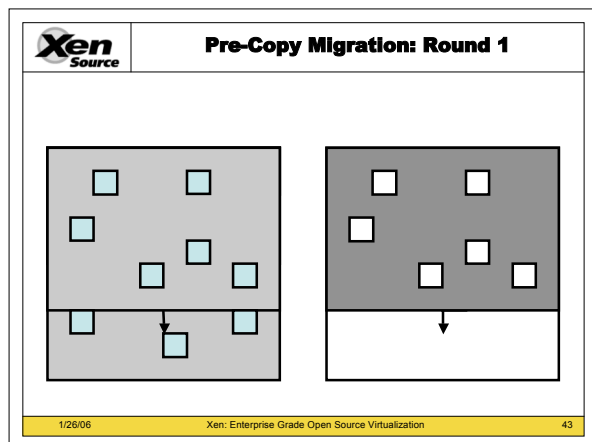 Xen
Source
Pre-Copy Migration: Round 1
1/26/06
Xen: Enterprise Grade Open Source Virtualization
43